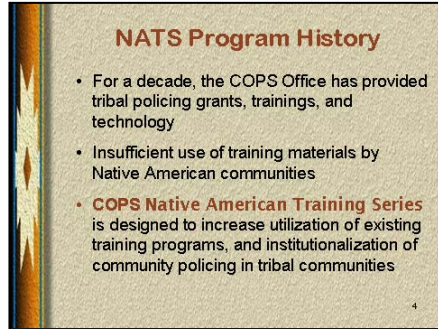 NATS Program History
• For a decade, the COPS Office has provided
tribal policing grants, trainings, and
technology
• Insufficient use of training materials by
Native American communities
• COPS Native American Training Series
is designed to increase utilization of existing
training programs, and institutionalization of
community policing in tribal communities
4